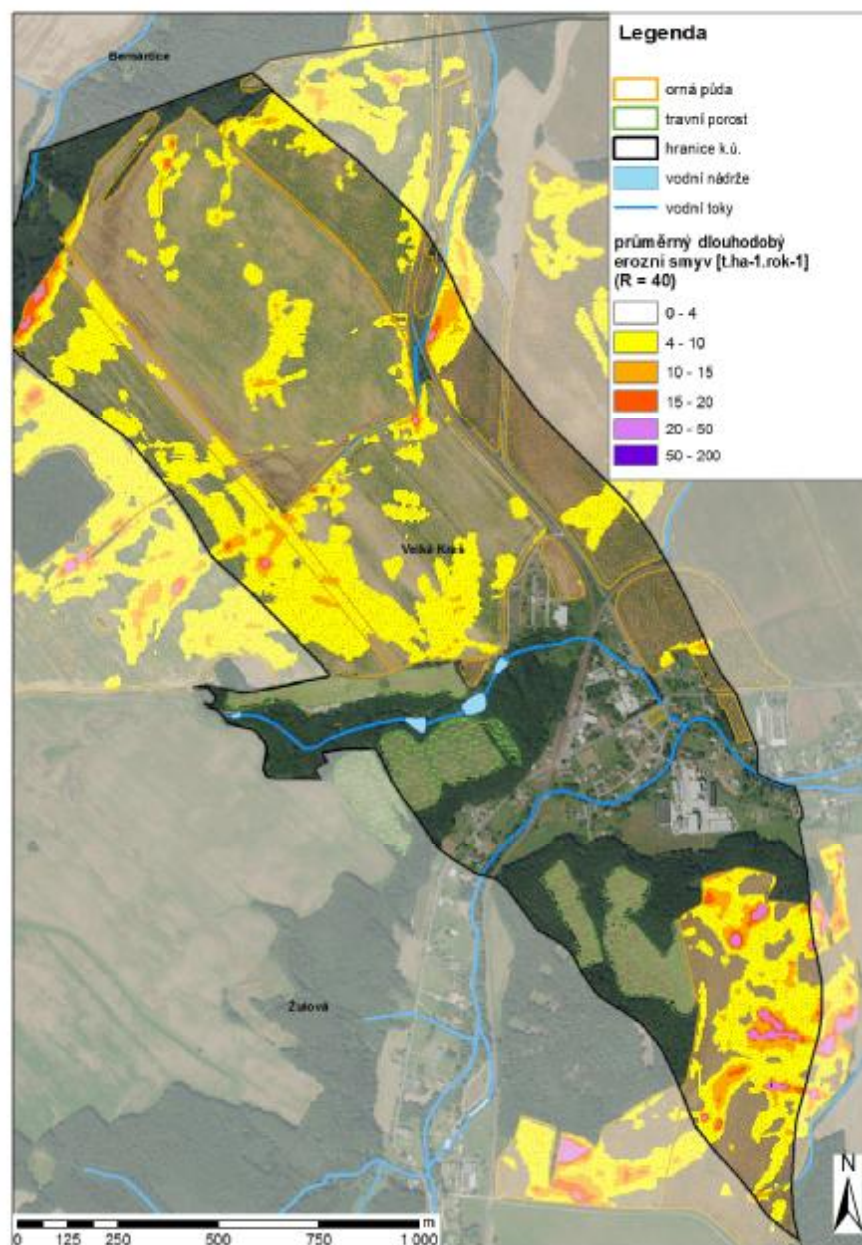 Legenda
orná půda
travní porost
hranice k.ú.
vodní nádrže
vodní toky
průměrný dlouhodobý
erozní smyv [t.ha-1.rok-1]
(R = 40)
0 - 4
4 - 10
10 - 15
15 - 20
20 - 50
50 - 200
Bernartice
Velká Kraš
Žulová
N
m
0 125 250 500 750 1 000